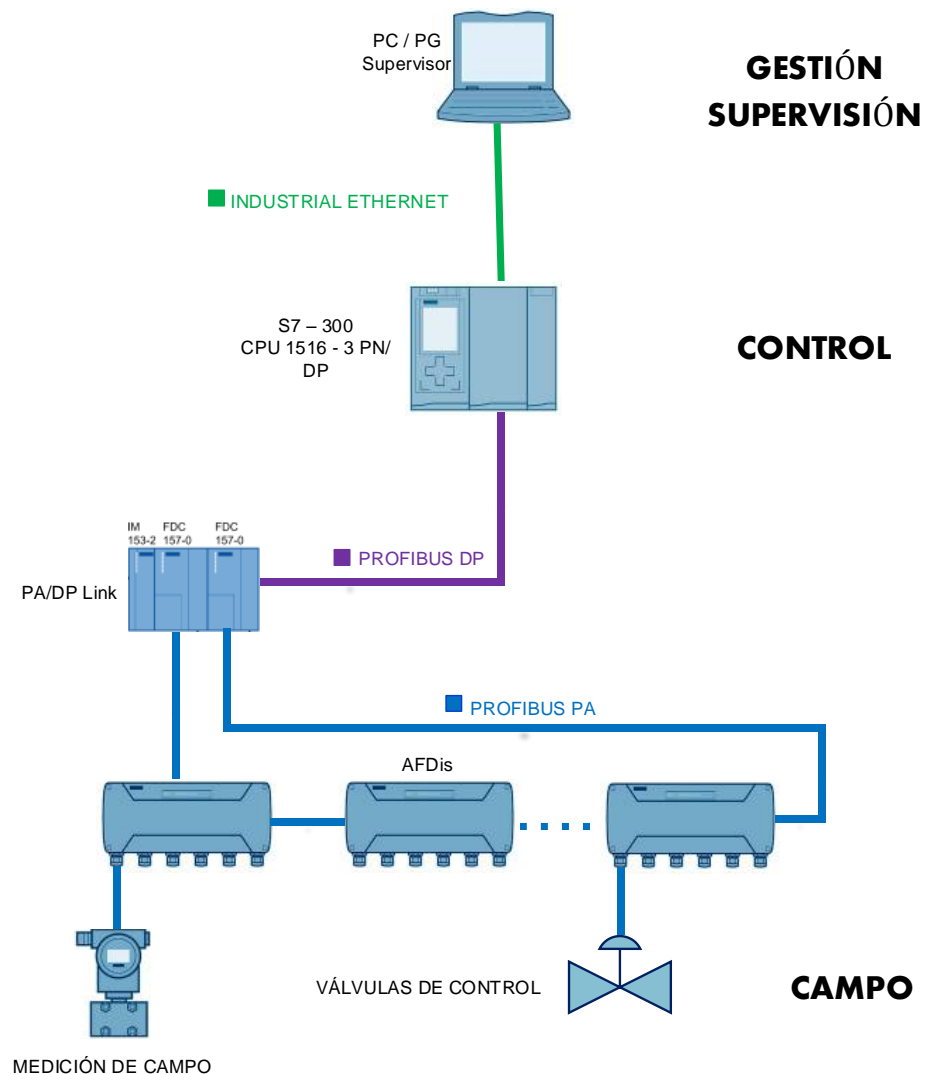 PC / PG
Supervisor
GESTIÓN
SUPERVISIÓN
INDUSTRIAL ETHERNET
S7 – 300
CPU 1516 - 3 PN/
DP
CONTROL
IM FDC FDC
153-2 157-0 157-0
PROFIBUS DP
PA/DP Link
PROFIBUS PA
AFDis
VÁLVULAS DE CONTROL
CAMPO
MEDICIÓN DE CAMPO